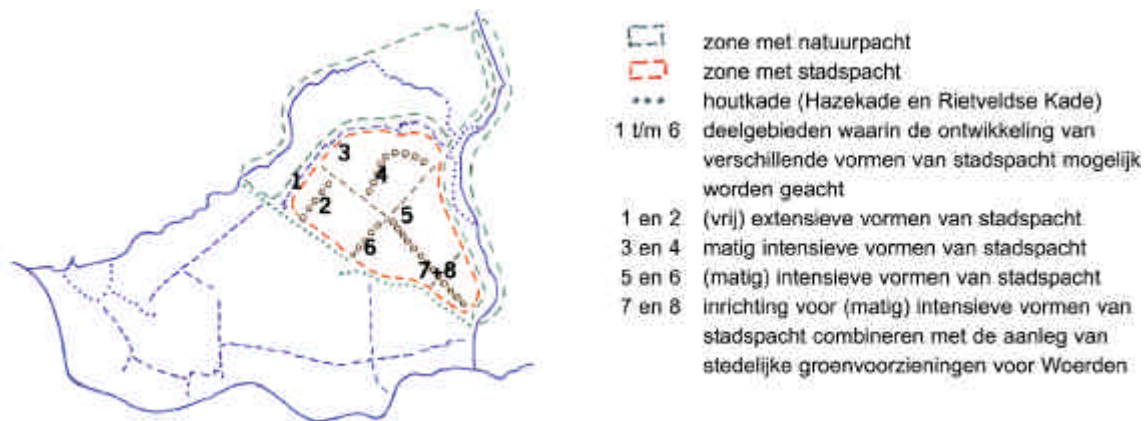 1
2
3
4
5
6
7+8
zone met natuurpacht
zone met stadspacht
houtkade (Hazekade en Rietveldse Kade)
1 t/m 6 deelgebieden waarin de ontwikkeling van
verschillende vormen van stadspacht mogelijk
worden geacht
1 en 2 (vrij) extensieve vormen van stadspacht
3 en 4 matig intensieve vormen van stadspacht
5 en 6 (matig) intensieve vormen van stadspacht
7 en 8 inrichting voor (matig) intensieve vormen van
stadspacht combineren met de aanleg van
stedelijke groenvoorzieningen voor Woerden